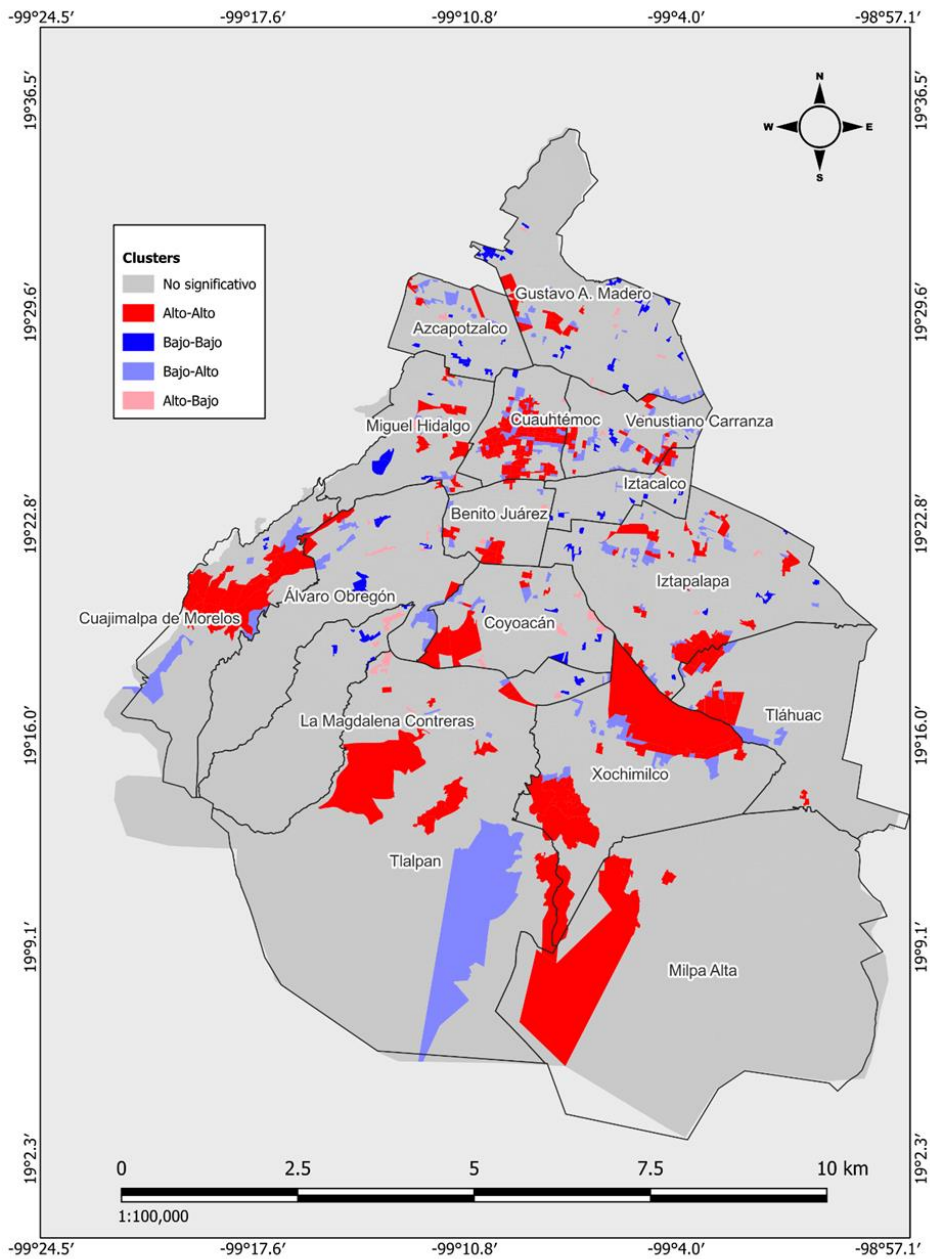 -99°24.5′ -99°17.6′ -99°10.8′ -99°4.0′ -98°57.1′
19°36.5′ 19°36.5′
N
W E
S
Clusters
No significativo
Alto-Alto
Bajo-Bajo
Bajo-Alto
Alto-Bajo
19°29.6′ 19°29.6′
Gustavo A. Madero
Azcapotzalco
Miguel Hidalgo
Cuauhtémoc
Venustiano Carranza
Iztacalco
Benito Juárez
19°22.8′ 19°22.8′
Iztapalapa
Álvaro Obregón
Cuajimalpa de Morelos
Coyoacán
La Magdalena Contreras
Tláhuac
19°16.0′ 19°16.0′
Xochimilco
Tlalpan
19°9.1′ 19°9.1′
Milpa Alta
19°2.3′ 19°2.3′
0 2.5 5 7.5 10 km
1:100,000
-99°24.5′ -99°17.6′ -99°10.8′ -99°4.0′ -98°57.1′